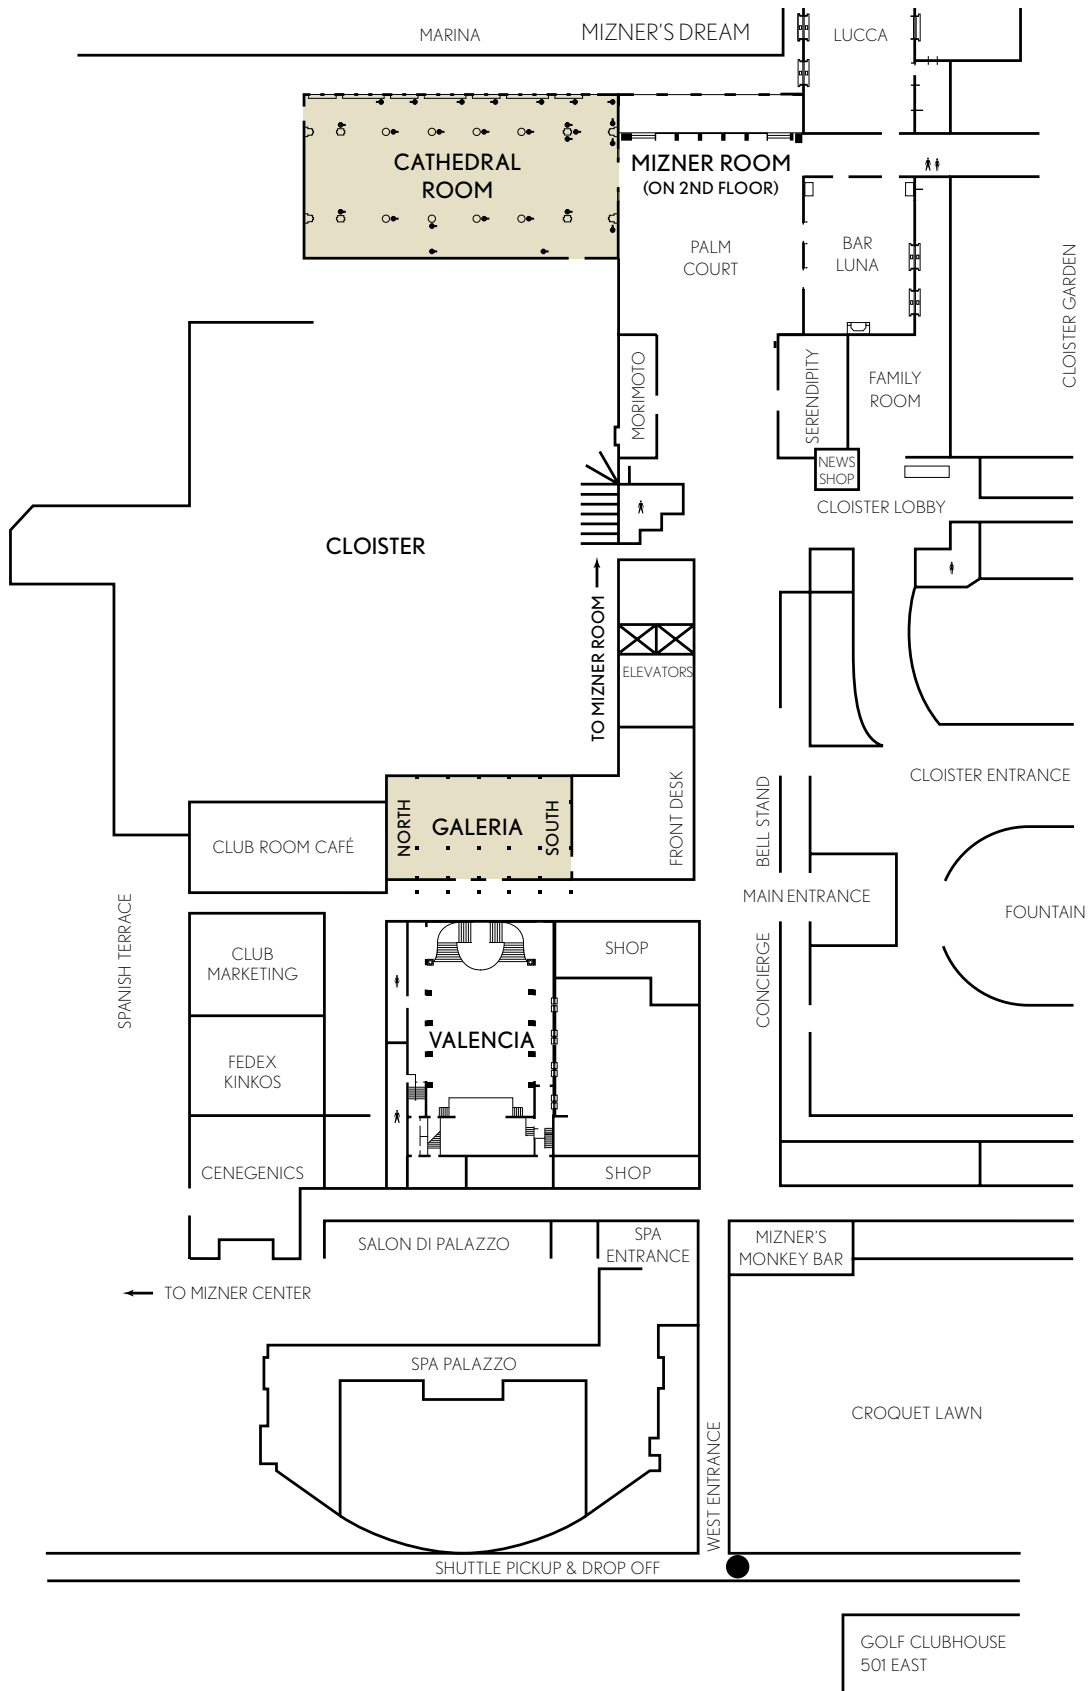 MARINA
MIZNER'S DREAM
LUCCA
CATHEDRAL
ROOM
MIZNER ROOM
(ON 2ND FLOOR)
PALM
COURT
BAR
LUNA
CLOISTER GARDEN
MORIMOTO
SERENDIPITY
FAMILY
ROOM
NEWS
SHOP
CLOISTER LOBBY
CLOISTER
TO MIZNER ROOM
ELEVATORS
CLOISTER ENTRANCE
NORTH
GALERIA
SOUTH
FRONT DESK
BELL STAND
CLUB ROOM CAFÉ
MAIN ENTRANCE
FOUNTAIN
SPANISH TERRACE
CLUB
MARKETING
SHOP
CONCIERGE
VALENCIA
FEDEX
KINKOS
CENEGENICS
SHOP
SALON DI PALAZZO
SPA
ENTRANCE
MIZNER'S
MONKEY BAR
TO MIZNER CENTER
SPA PALAZZO
CROQUET LAWN
WEST ENTRANCE
SHUTTLE PICKUP & DROP OFF
GOLF CLUBHOUSE
501 EAST